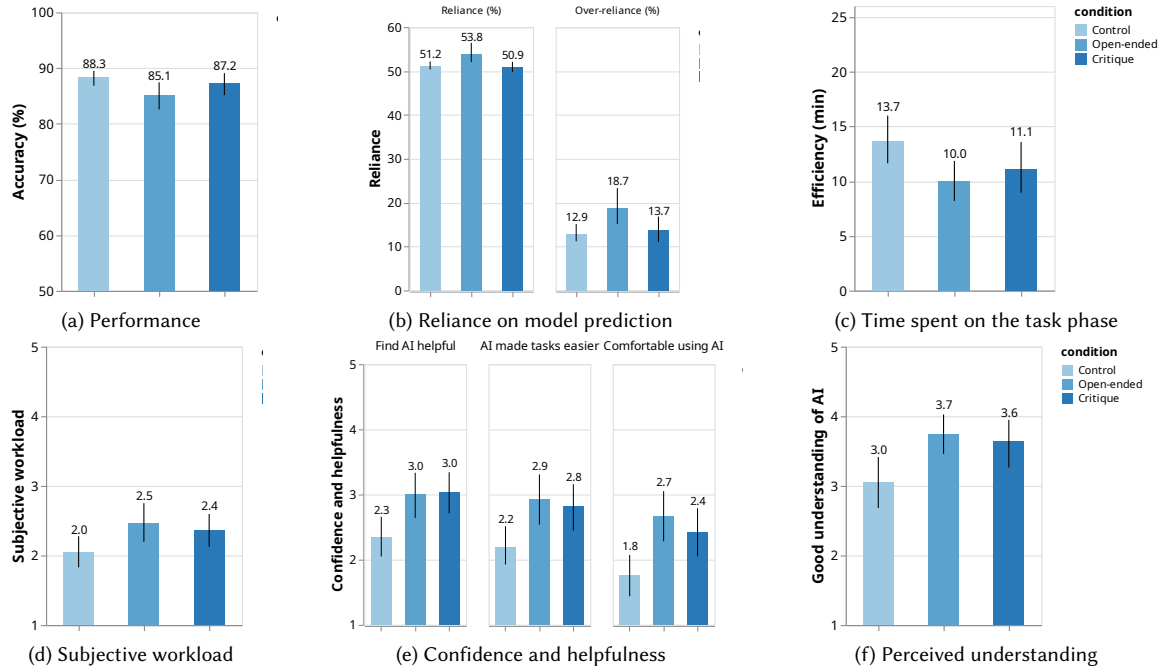 Accuracy (%)
100
90
80
70
60
50
88.3
85.1
87.2
(a) Performance
Reliance (%)
Over-reliance (%)
Reliance
60
50
40
30
20
10
0
51.2
53.8
50.9
12.9
18.7
13.7
(b) Reliance on model prediction
Efficiency (min)
25
20
15
10
5
0
13.7
10.0
11.1
condition
Control
Open-ended
Critique
(c) Time spent on the task phase
Subjective workload
5
4
3
2
1
2.0
2.5
2.4
(d) Subjective workload
Find AI helpful
AI made tasks easier
Comfortable using AI
Confidence and helpfulness
5
4
3
2
1
2.3
3.0
3.0
2.2
2.9
2.8
1.8
2.7
2.4
(e) Confidence and helpfulness
Good understanding of AI
5
4
3
2
1
3.0
3.7
3.6
condition
Control
Open-ended
Critique
(f) Perceived understanding